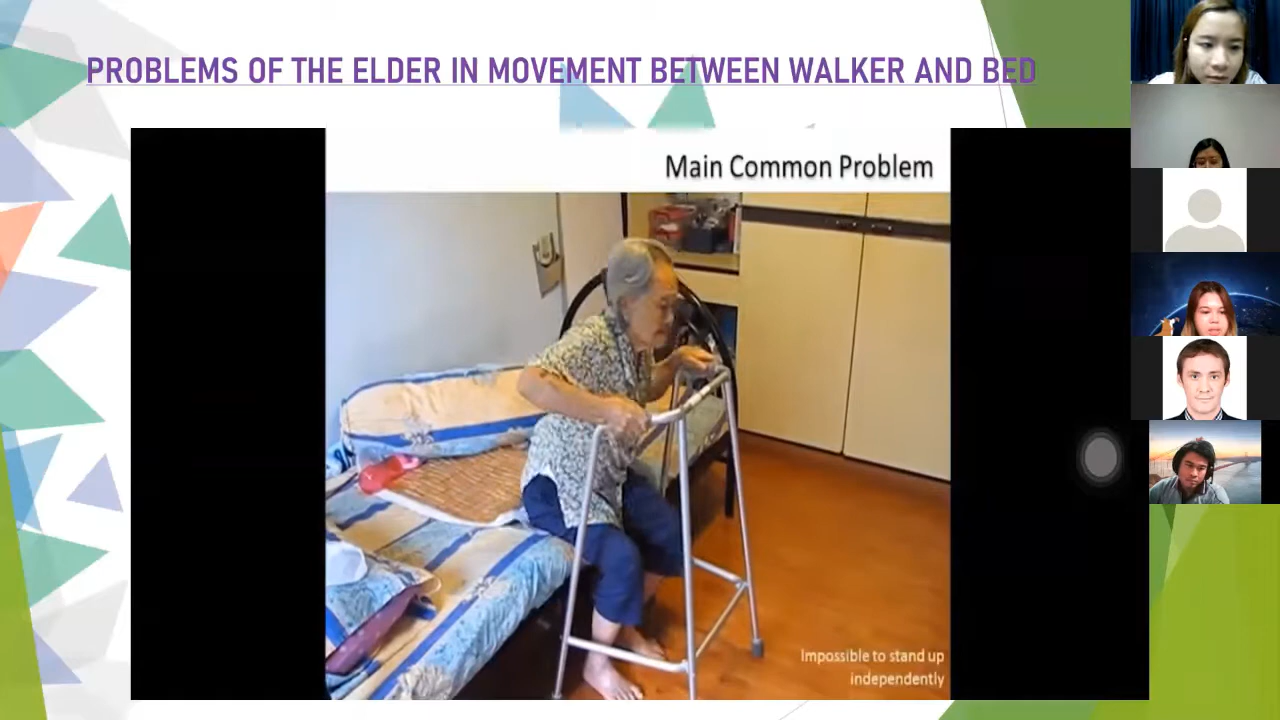 PROBLEMS OF THE ELDER IN MOVEMENT BETWEEN WALKER AND BED
Main Common Problem
Impossible to stand up
independently